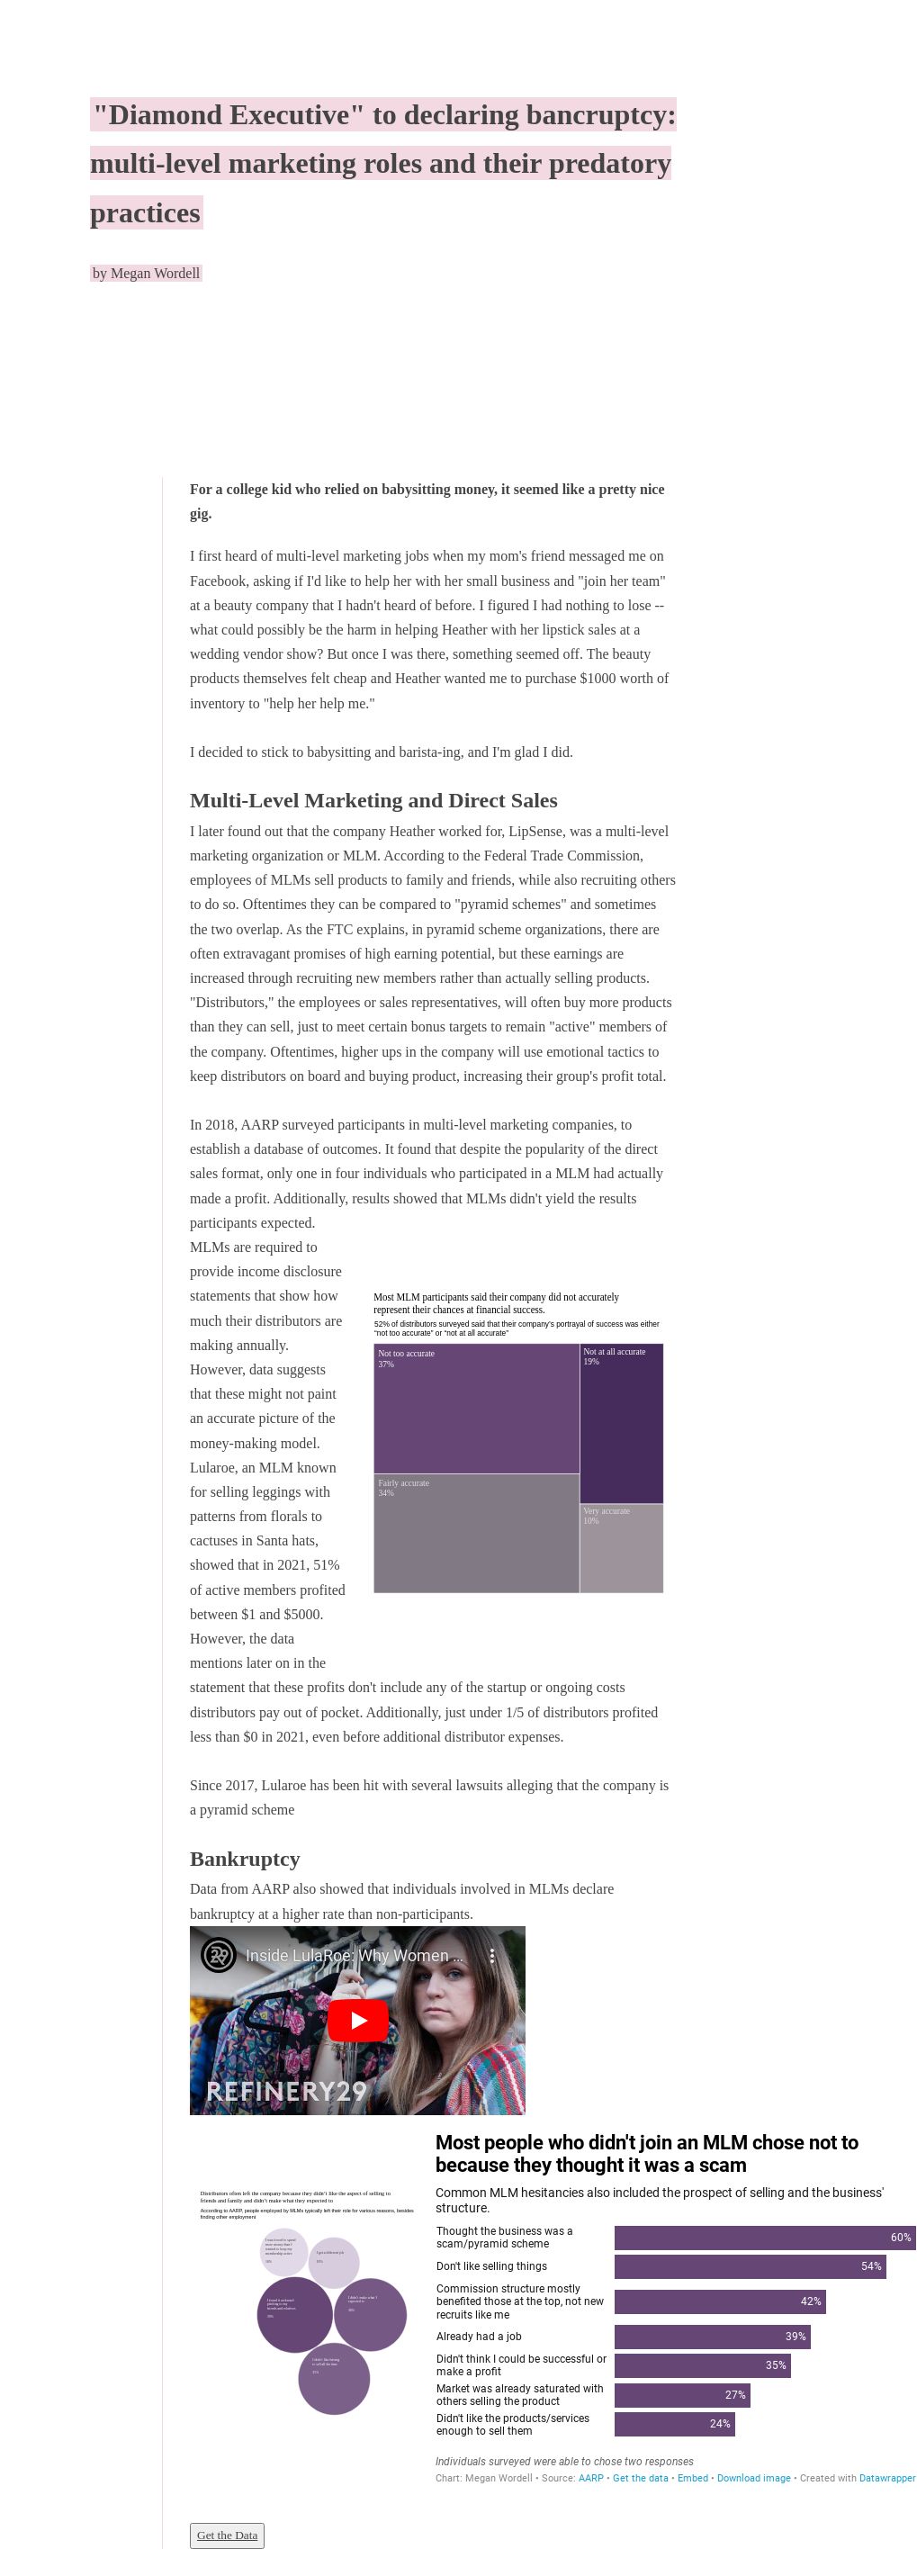 "Diamond Executive" to declaring bancruptcy:
multi-level marketing roles and their predatory
practices
by Megan Wordell
For a college kid who relied on babysitting money, it seemed like a pretty nice
gig.
I first heard of multi-level marketing jobs when my mom's friend messaged me on
Facebook, asking if I'd like to help her with her small business and "join her team"
at a beauty company that I hadn't heard of before. I figured I had nothing to lose --
what could possibly be the harm in helping Heather with her lipstick sales at a
wedding vendor show? But once I was there, something seemed off. The beauty
products themselves felt cheap and Heather wanted me to purchase $1000 worth of
inventory to "help her help me."
I decided to stick to babysitting and barista-ing, and I'm glad I did.
Multi-Level Marketing and Direct Sales
I later found out that the company Heather worked for, LipSense, was a multi-level
marketing organization or MLM. According to the Federal Trade Commission,
employees of MLMs sell products to family and friends, while also recruiting others
to do so. Oftentimes they can be compared to "pyramid schemes" and sometimes
the two overlap. As the FTC explains, in pyramid scheme organizations, there are
often extravagant promises of high earning potential, but these earnings are
increased through recruiting new members rather than actually selling products.
"Distributors," the employees or sales representatives, will often buy more products
than they can sell, just to meet certain bonus targets to remain "active" members of
the company. Oftentimes, higher ups in the company will use emotional tactics to
keep distributors on board and buying product, increasing their group's profit total.
In 2018, AARP surveyed participants in multi-level marketing companies, to
establish a database of outcomes. It found that despite the popularity of the direct
sales format, only one in four individuals who participated in a MLM had actually
made a profit. Additionally, results showed that MLMs didn't yield the results
participants expected.
MLMs are required to
provide income disclosure
statements that show how
much their distributors are
making annually.
However, data suggests
that these might not paint
an accurate picture of the
money-making model.
Lularoe, an MLM known
for selling leggings with
patterns from florals to
cactuses in Santa hats,
showed that in 2021, 51%
of active members profited
between $1 and $5000.
However, the data
mentions later on in the
statement that these profits don't include any of the startup or ongoing costs
distributors pay out of pocket. Additionally, just under 1/5 of distributors profited
less than $0 in 2021, even before additional distributor expenses.
Most MLM participants said their company did not accurately
represent their chances at financial success.
52% of distributors surveyed said that their company's portrayal of success was either
"not too accurate" or "not at all accurate"
Not too accurate
37%
Not at all accurate
19%
Fairly accurate
34%
Very accurate
10%
Since 2017, Lularoe has been hit with several lawsuits alleging that the company is
a pyramid scheme
Bankruptcy
Data from AARP also showed that individuals involved in MLMs declare
bankruptcy at a higher rate than non-participants.
29
Inside LulaRoe: Why Women ...
REFINERY29
Distributors often left the company because they didn't like the aspect of selling to
friends and family and didn't make what they expected to
According to AARP, people employed by MLMs typically left their role for various reasons, besides
finding other employment
Most people who didn't join an MLM chose not to
because they thought it was a scam
Common MLM hesitancies also included the prospect of selling and the business'
structure.
Thought the business was a
scam/pyramid scheme
60%
Don't like selling things
54%
Commission structure mostly
benefited those at the top, not new
recruits like me
42%
Already had a job
39%
Didn't think I could be successful or
make a profit
35%
Market was already saturated with
others selling the product
27%
Didn't like the products/services
enough to sell them
24%
Individuals surveyed were able to chose two responses
Chart: Megan Wordell • Source: AARP • Get the data • Embed • Download image • Created with Datawrapper
Get the Data